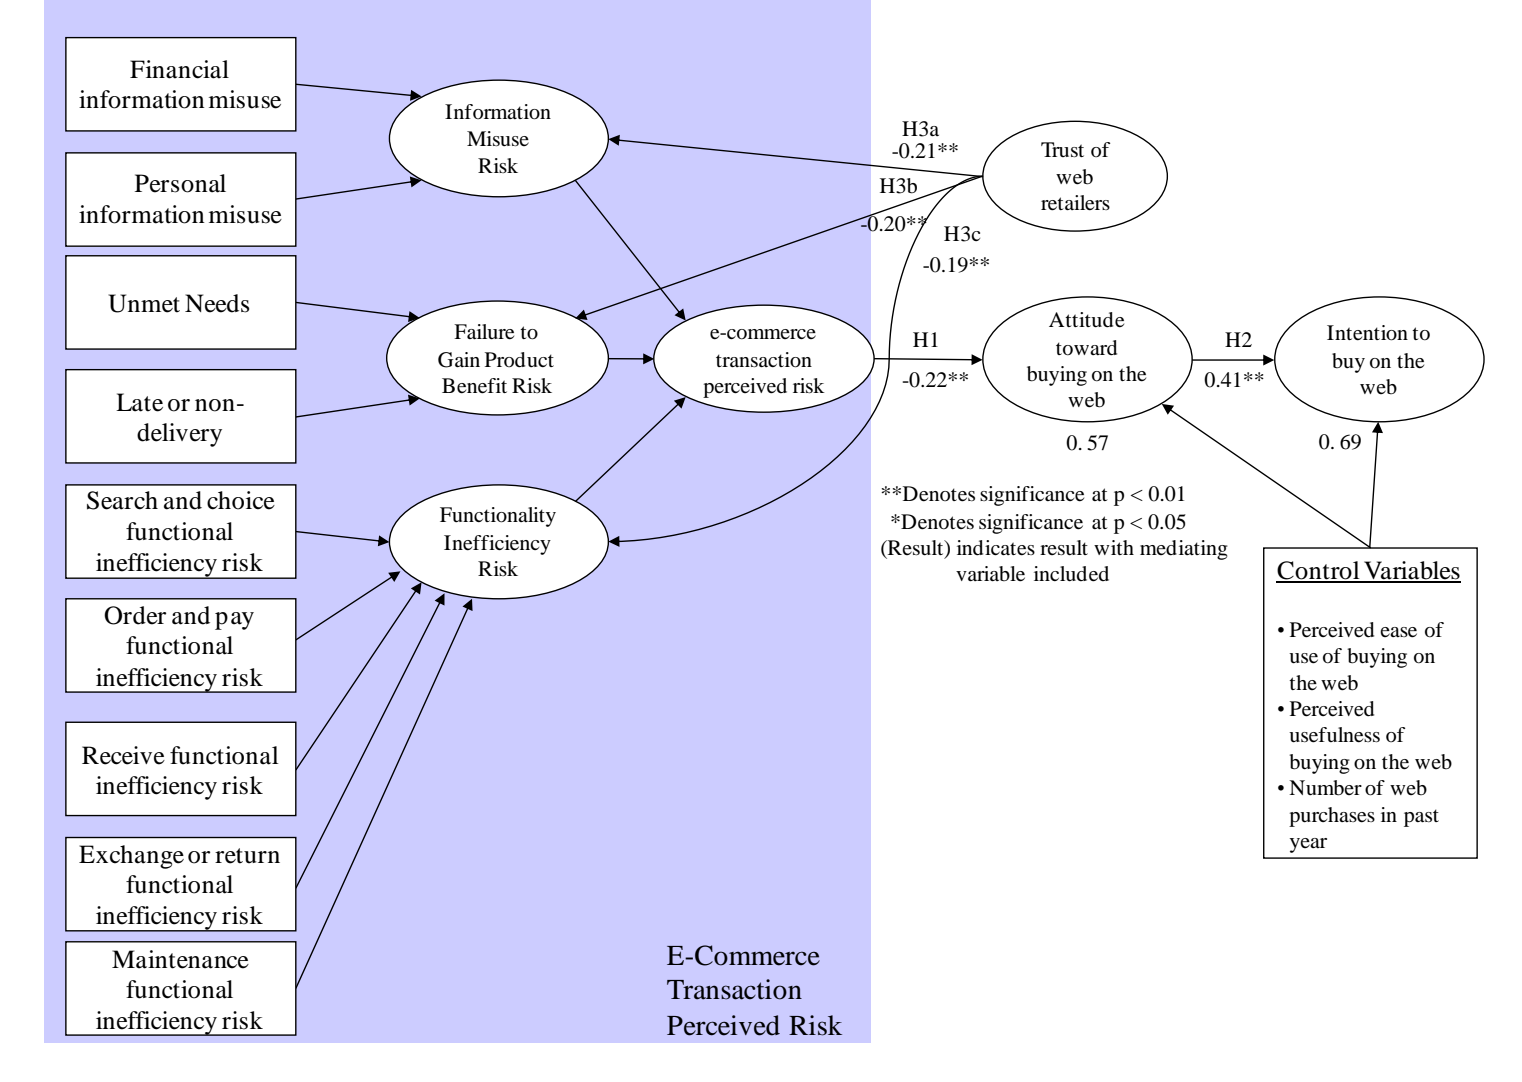 Financial
information misuse
Personal
information misuse
Unmet Needs
Late or non-
delivery
Search and choice
functional
inefficiency risk
Order and pay
functional
inefficiency risk
Receive functional
inefficiency risk
Exchange or return
functional
inefficiency risk
Maintenance
functional
inefficiency risk
Information
Misuse
Risk
Failure to
Gain Product
Benefit Risk
Functionality
Inefficiency
Risk
e-commerce
transaction
perceived risk
E-Commerce
Transaction
Perceived Risk
H3a
-0.21**
H3b
-0.20**
H3c
-0.19**
Trust of
web
retailers
H1
-0.22**
Attitude
toward
buying on the
web
0. 57
H2
0.41**
Intention to
buy on the
web
0. 69
**Denotes significance at p < 0.01
*Denotes significance at p < 0.05
(Result) indicates result with mediating
variable included
Control Variables
• Perceived ease of
use of buying on
the web
• Perceived
usefulness of
buying on the web
• Number of web
purchases in past
year